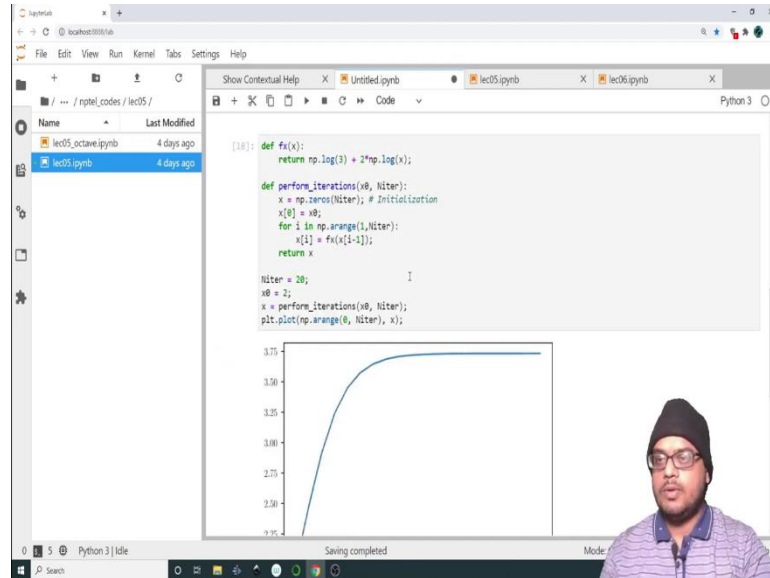 JupyterLab
localhost:8888/lab
File Edit View Run Kernel Tabs Settings Help
Show Contextual Help Untitled.ipynb lec05.ipynb lec06.ipynb
Code Python 3
/ ... / nptel_codes / lec05 /
Name Last Modified
lec05_octave.ipynb 4 days ago
lec05.ipynb 4 days ago
[18]: def fx(x):
return np.log(3) + 2*np.log(x);
def perform_iterations(x0, Niter):
x = np.zeros(Niter); # Initialization
x[0] = x0;
for i in np.arange(1,Niter):
x[i] = fx(x[i-1]);
return x
Niter = 20;
x0 = 2;
x = perform_iterations(x0, Niter);
plt.plot(np.arange(0, Niter), x);
3.75
3.50
3.25
3.00
2.75
2.50
2.25
0 5 Python 3 | Idle Saving completed Mode:
Search